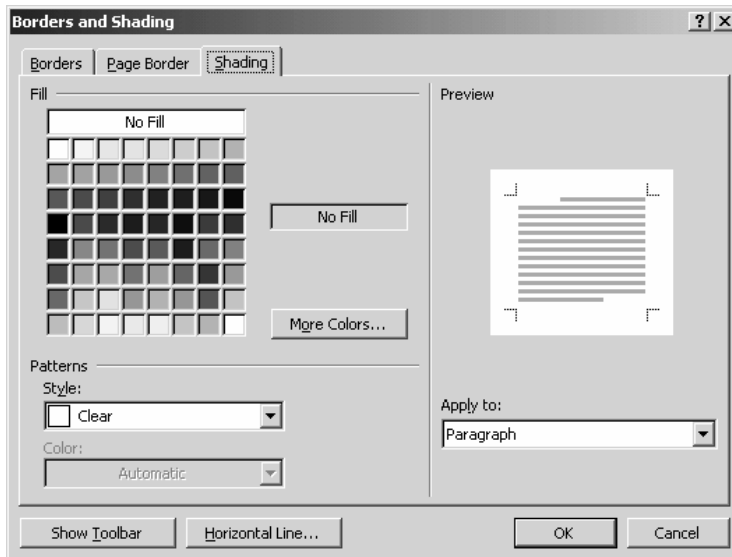 Borders and Shading
Borders
Page Border
Shading
Fill
No Fill
No Fill
More Colors...
Patterns
Style:
Clear
Color:
Automatic
Preview
Apply to:
Paragraph
Show Toolbar
Horizontal Line...
OK
Cancel